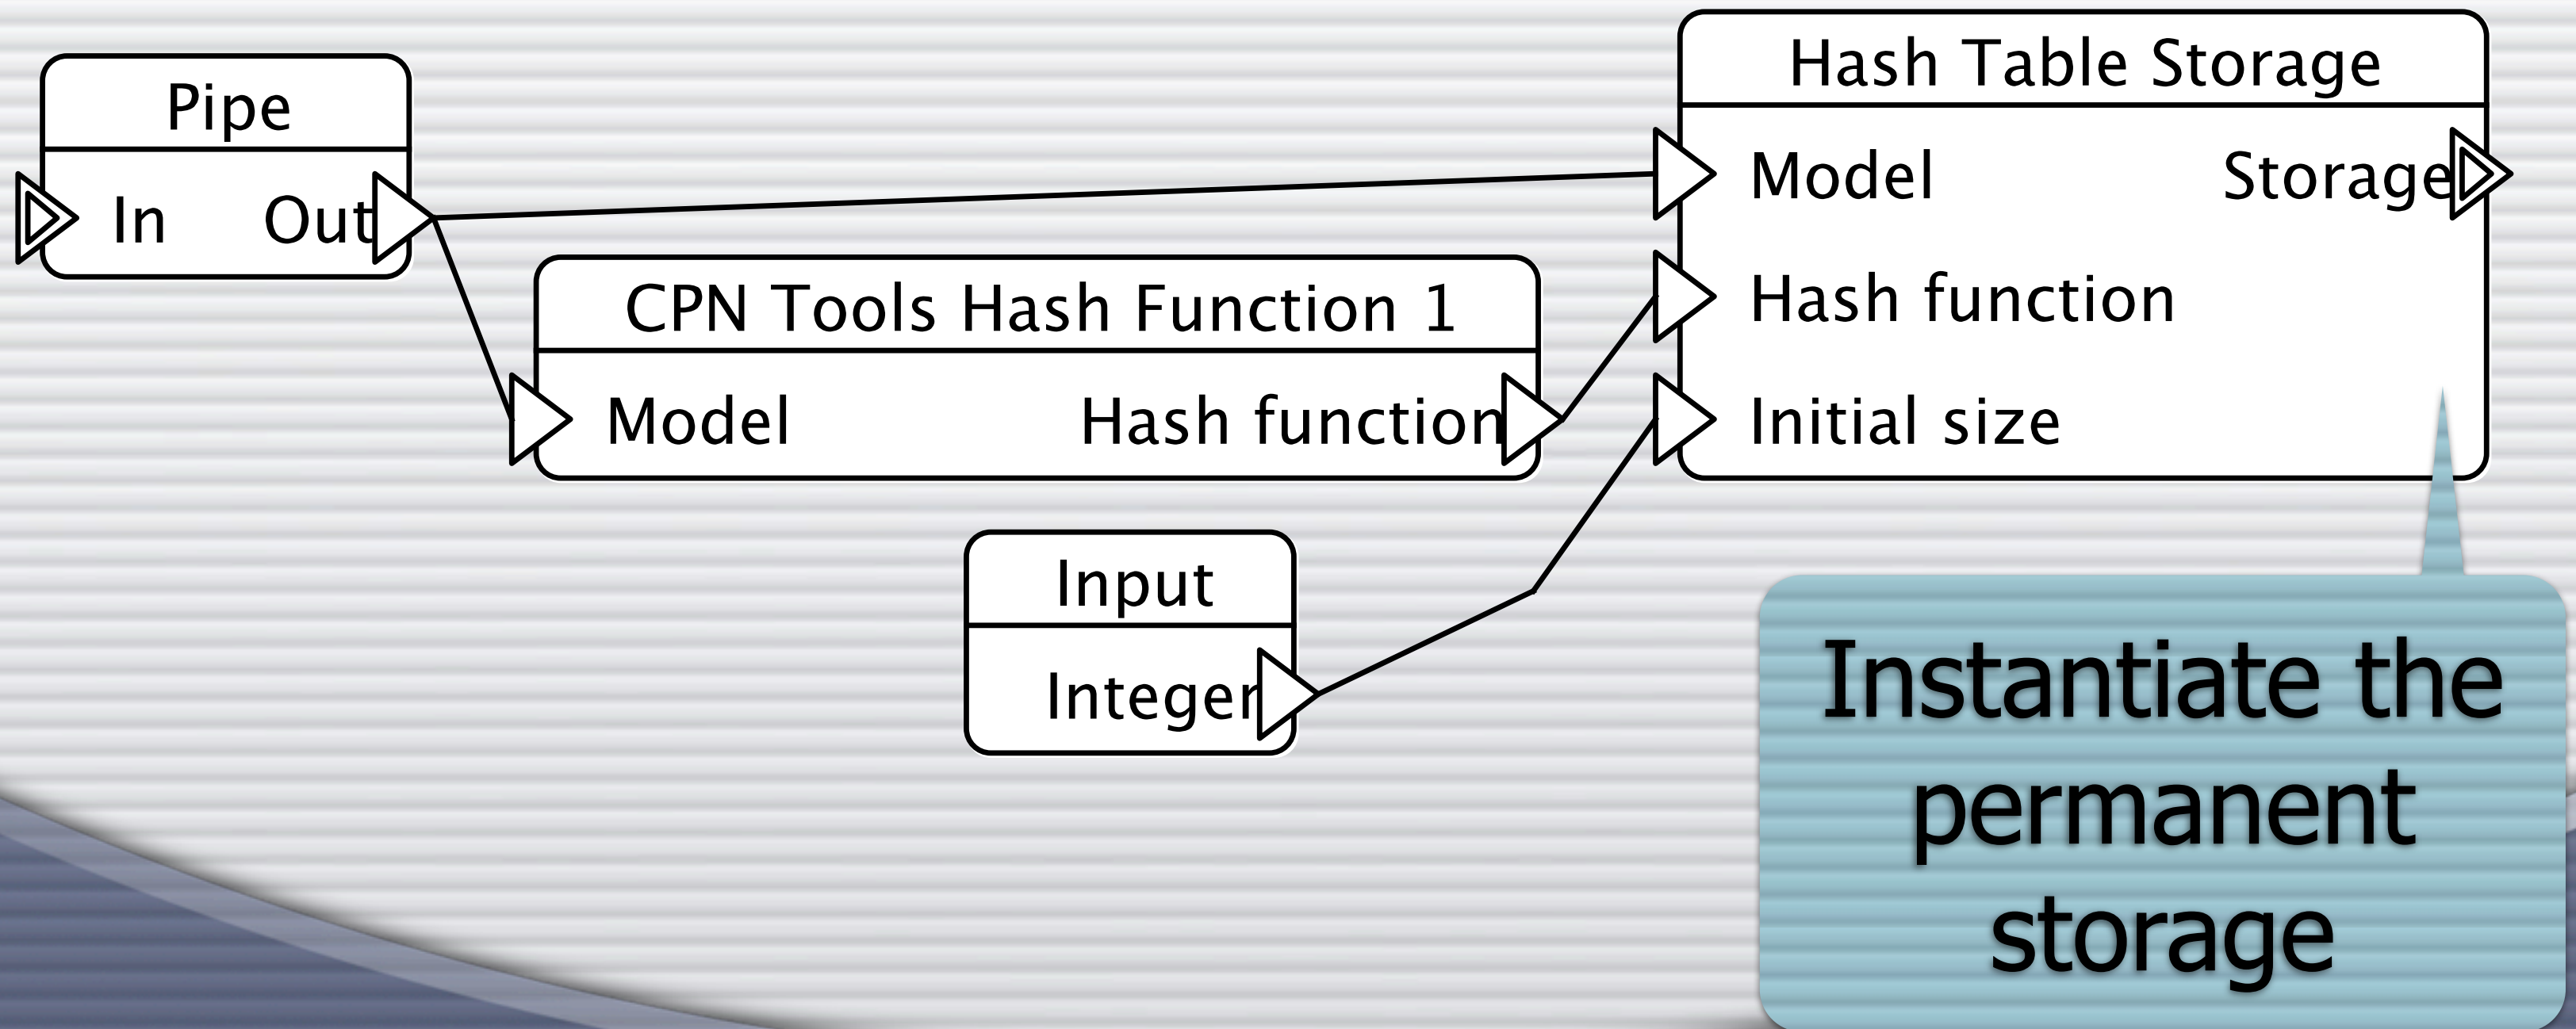 Pipe
In Out
CPN Tools Hash Function 1
Model Hash function
Input
Integer
Hash Table Storage
Model Storage
Hash function
Initial size
Instantiate the
permanent
storage